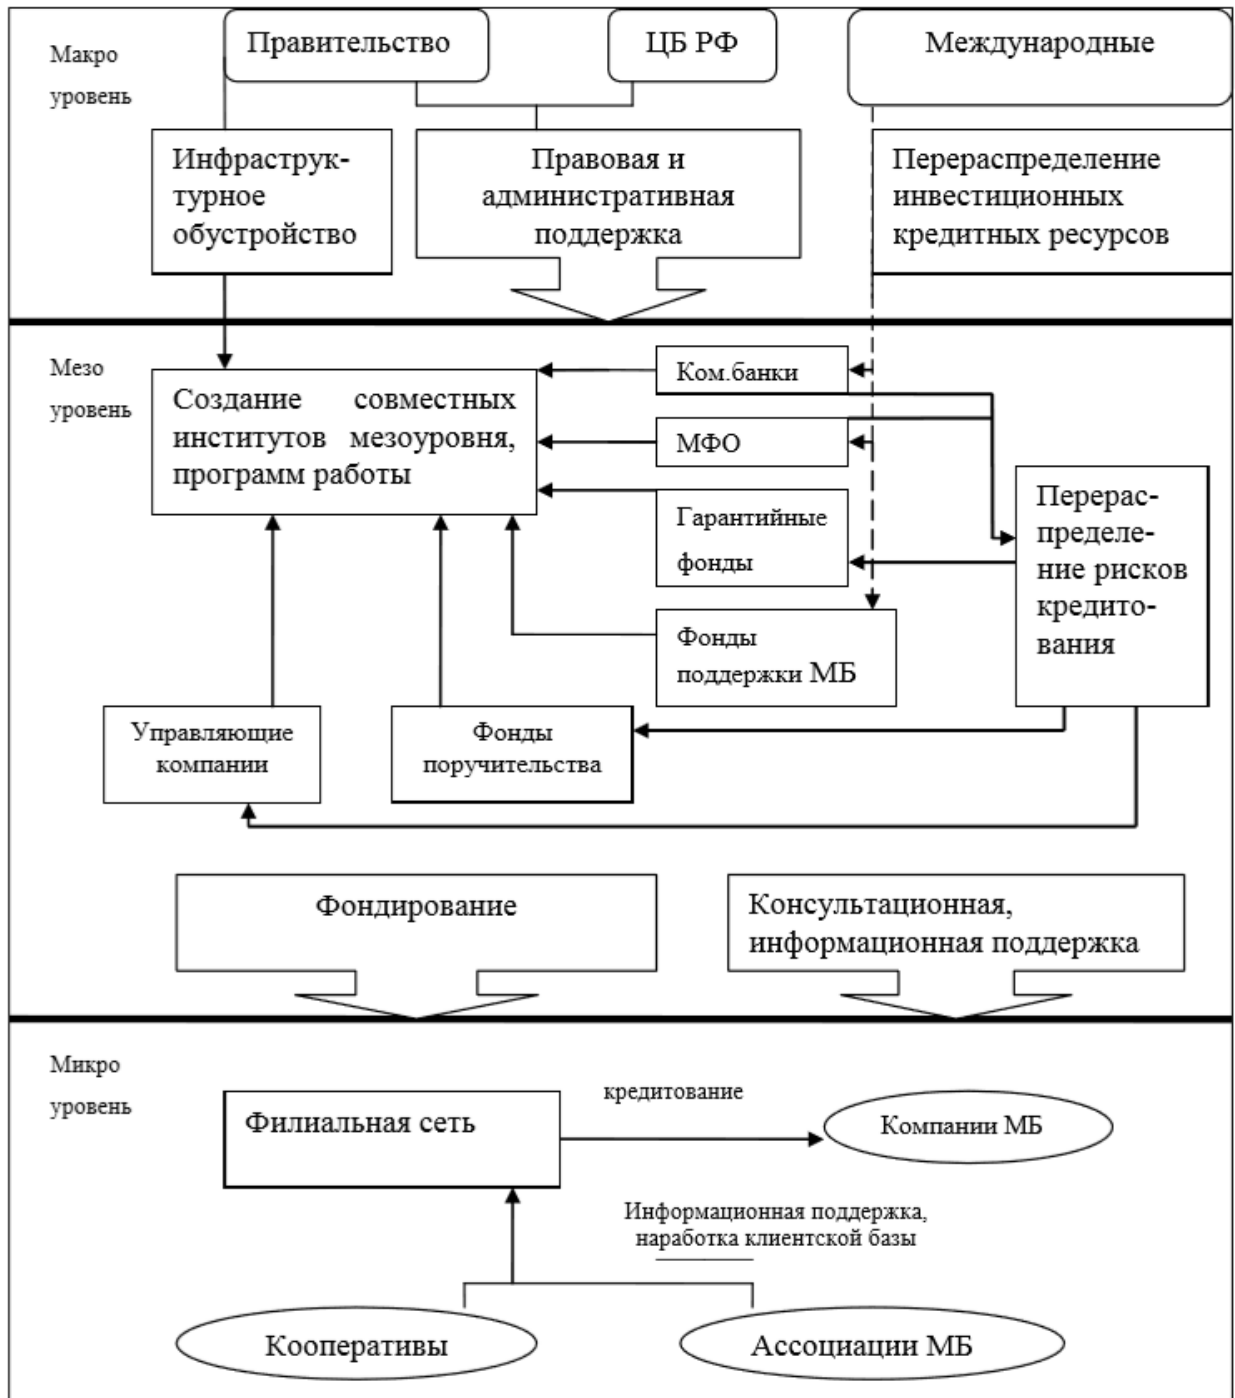 Макро
уровень
Правительство
ЦБ РФ
Международные
Инфраструк-
турное
обустройство
Правовая и
административная
поддержка
Перераспределение
инвестиционных
кредитных ресурсов
Мезо
уровень
Создание совместных
институтов мезоуровня,
программ работы
Ком.банки
МФО
Гарантийные
фонды
Фонды
поддержки МБ
Перерас-
пределе-
ние рисков
кредито-
вания
Управляющие
компании
Фонды
поручительства
Фондирование
Консультационная,
информационная поддержка
Микро
уровень
Филиальная сеть
кредитование
Компании МБ
Информационная поддержка,
наработка клиентской базы
Кооперативы
Ассоциации МБ